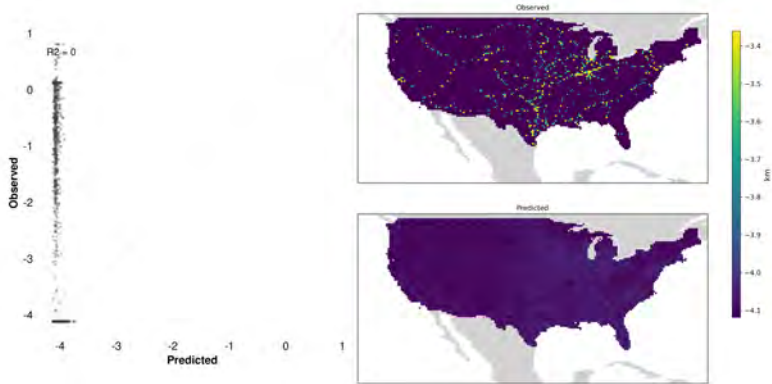 1
R2 = 0
0
-1
-2
-3
-4
Observed
-4 -3 -2 -1 0 1
Predicted
Observed
Predicted
−3.4
−3.5
−3.6
−3.7
−3.8
−3.9
−4.0
−4.1
km